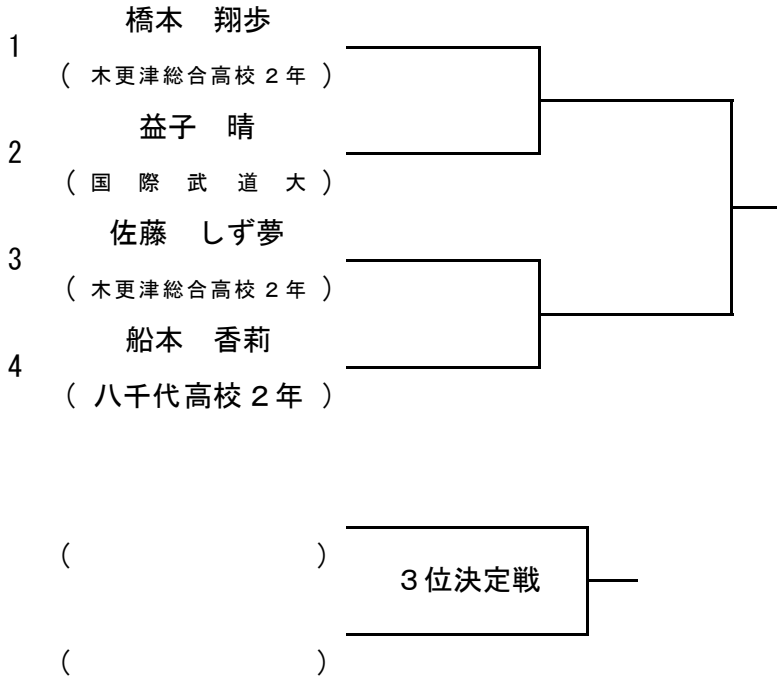 1
橋本　翔歩
（ 木更津総合高校２年 ）
2
益子　晴
（ 国際武道大 ）
3
佐藤　しず夢
（ 木更津総合高校２年 ）
4
船本　香莉
（ 八千代高校２年 ）
（　　　）
３位決定戦
（　　　）